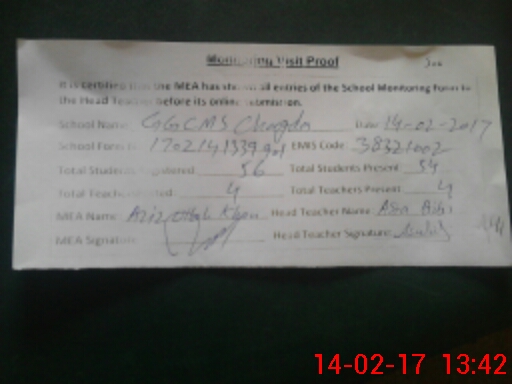 Monitoring Visit Proof
It is certified that the MEA has shown all entries of the School Monitoring Form to
the Head Teacher before its online submission.
School Name GGCMS Date 14-02-2017
School Form EMIS Code: 38321002
Total Students Registered 56 Total Students Present 54
Total Teachers Posted 4 Total Teachers Present 4
MEA Name: Aziz Khan Head Teacher Name: Asia Bibi
MEA Signature Head Teacher Signature
14-02-17 13:42